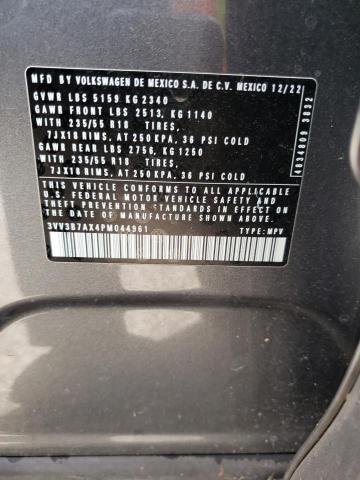 MFD BY VOLKSWAGEN DE MEXICO S.A. DE C.V. MEXICO 12/22
GVWR LBS 5159 KG 2340
GAWR FRONT LBS 2513, KG 1140
WITH 235/55 R18 TIRES,
7JX18 RIMS, AT 250 KPA, 36 PSI COLD
GAWR REAR LBS 2756, KG 1250
WITH 235/55 R18 TIRES,
7JX18 RIMS, AT 250 KPA, 36 PSI COLD
THIS VEHICLE CONFORMS TO ALL APPLICABLE
U.S. FEDERAL MOTOR VEHICLE SAFETY AND
THEFT PREVENTION STANDARDS IN EFFECT ON
THE DATE OF MANUFACTURE SHOWN ABOVE
3VV3B7AX4PM044961 TYPE: MPV
4834809 3832